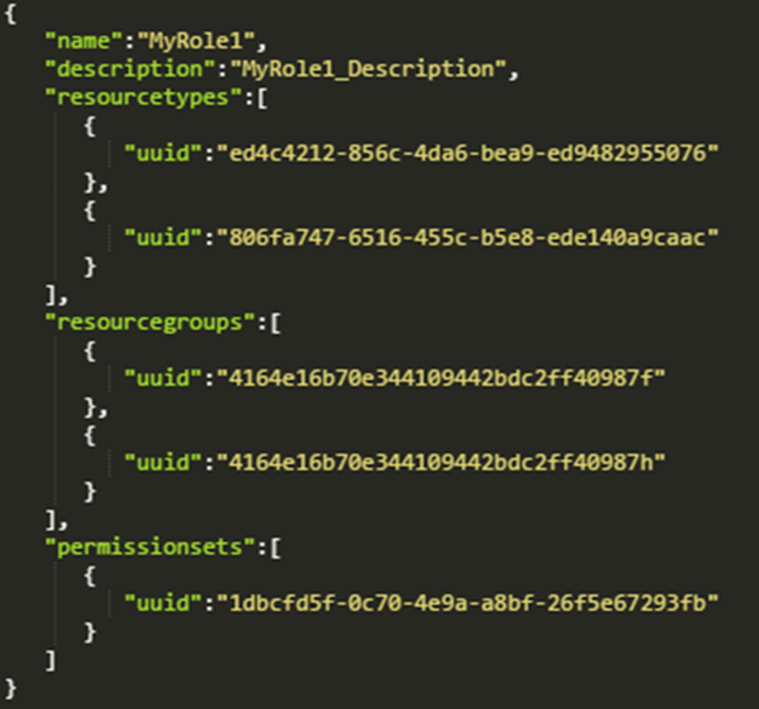 {
"name":"MyRole1",
"description":"MyRole1_Description",
"resourcetypes":[
{
"uuid":"ed4c4212-856c-4da6-bea9-ed9482955076"
},
{
"uuid":"806fa747-6516-455c-b5e8-ede140a9caac"
}
],
"resourcegroups":[
{
"uuid":"4164e16b70e344109442bdc2ff40987f"
},
{
"uuid":"4164e16b70e344109442bdc2ff40987h"
}
],
"permissionsets":[
{
"uuid":"1dbcfd5f-0c70-4e9a-a8bf-26f5e67293fb"
}
]
}